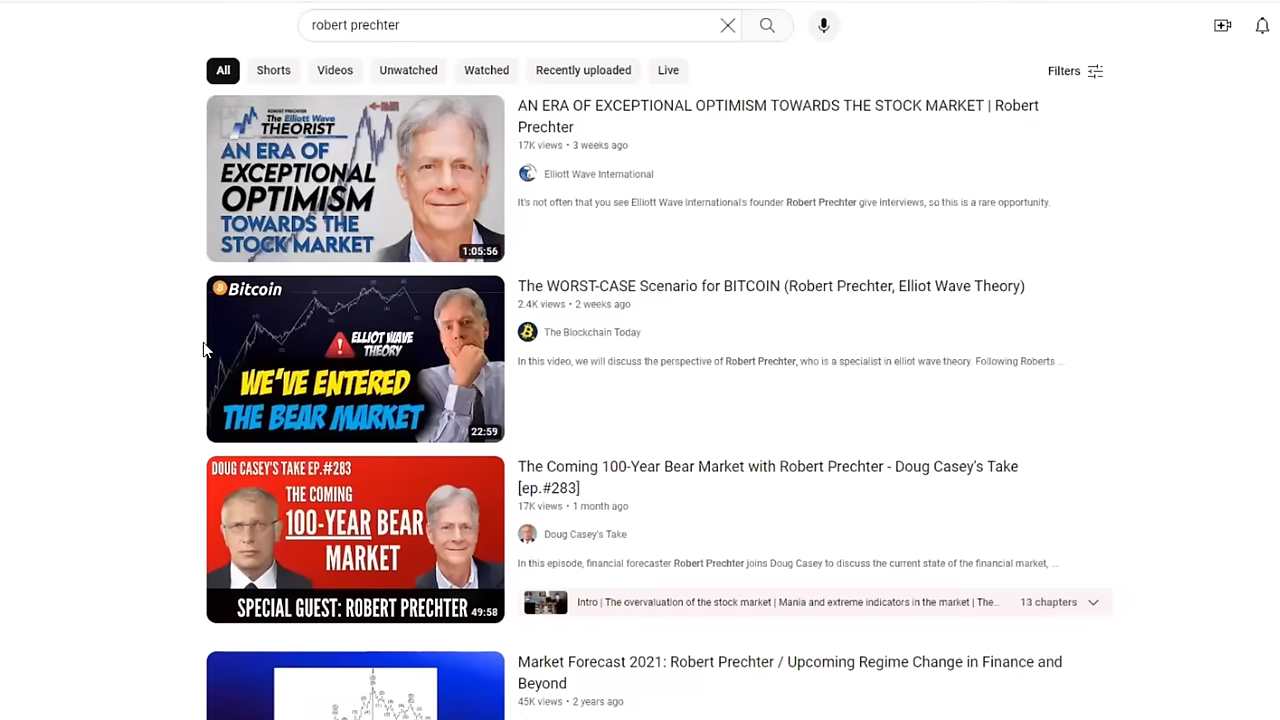 robert prechter
All
Shorts
Videos
Unwatched
Watched
Recently uploaded
Live
Filters
ROBERT PRECHTER
The Elliott Wave
THEORIST
AN ERA OF
EXCEPTIONAL
OPTIMISM
TOWARDS THE
STOCK MARKET
1:05:56
AN ERA OF EXCEPTIONAL OPTIMISM TOWARDS THE STOCK MARKET | Robert
Prechter
17K views • 3 weeks ago
Elliott Wave International
It's not often that you see Elliott Wave International's founder Robert Prechter give interviews, so this is a rare opportunity.
Bitcoin
ELLIOT WAVE
THEORY
WE'VE ENTERED
THE BEAR MARKET
22:59
The WORST-CASE Scenario for BITCOIN (Robert Prechter, Elliot Wave Theory)
2.4K views • 2 weeks ago
The Blockchain Today
In this video, we will discuss the perspective of Robert Prechter, who is a specialist in elliot wave theory. Following Roberts ...
DOUG CASEY'S TAKE EP.#283
THE COMING
100-YEAR BEAR
MARKET
SPECIAL GUEST: ROBERT PRECHTER
49:58
The Coming 100-Year Bear Market with Robert Prechter - Doug Casey's Take
[ep.#283]
17K views • 1 month ago
Doug Casey's Take
In this episode, financial forecaster Robert Prechter joins Doug Casey to discuss the current state of the financial market, ...
Intro | The overvaluation of the stock market | Mania and extreme indicators in the market | The...
13 chapters
Market Forecast 2021: Robert Prechter / Upcoming Regime Change in Finance and
Beyond
45K views • 2 years ago